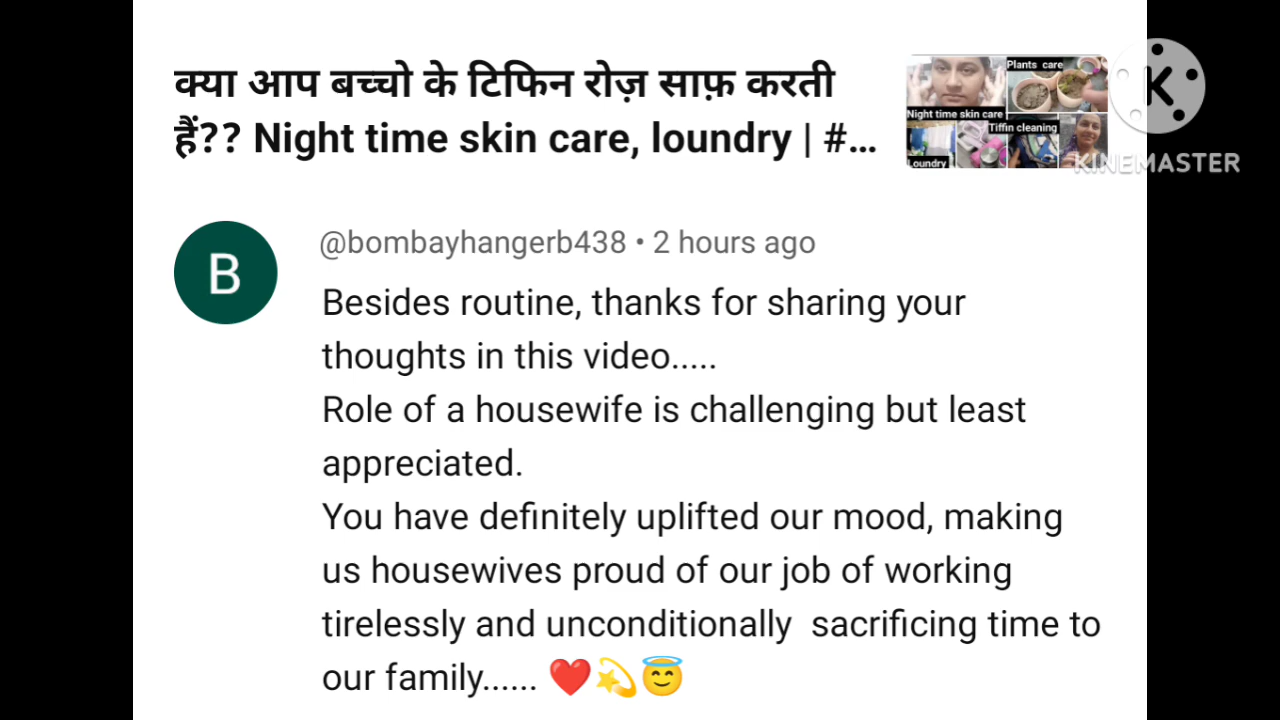 क्या आप बच्चो के टिफिन रोज़ साफ़ करती
हैं?? Night time skin care, loundry | #...
Plants care
Night time skin care
Tiffin cleaning
Loundry
K
KINEMASTER
B
@bombayhangerb438 • 2 hours ago
Besides routine, thanks for sharing your
thoughts in this video.....
Role of a housewife is challenging but least
appreciated.
You have definitely uplifted our mood, making
us housewives proud of our job of working
tirelessly and unconditionally  sacrificing time to
our family...... ❤️💫😇